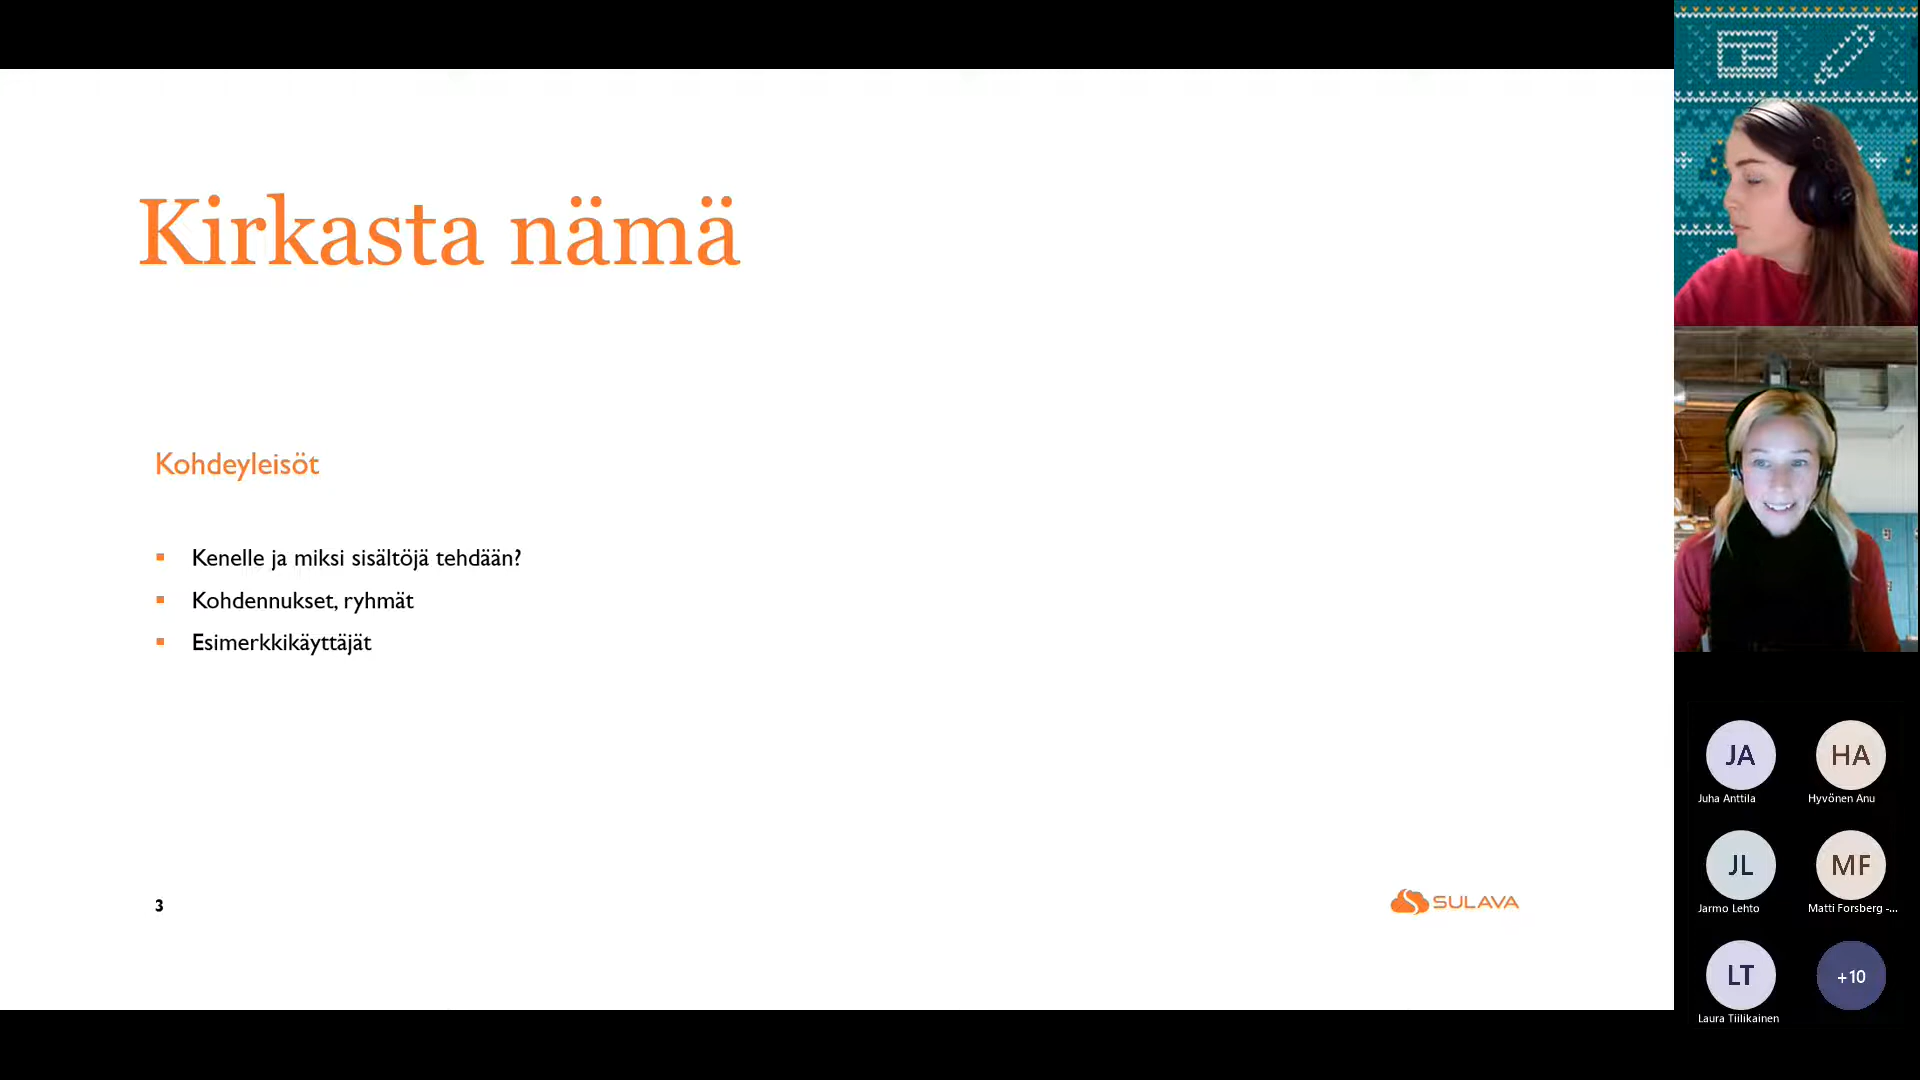 Kirkasta nämä
Kohdeyleisöt
Kenelle ja miksi sisältöjä tehdään?
Kohdennukset, ryhmät
Esimerkkikäyttäjät
3
SULAVA
JA
Juha Anttila
HA
Hyvönen Anu
JL
Jarmo Lehto
MF
Matti Forsberg -...
LT
Laura Tiilikainen
+10